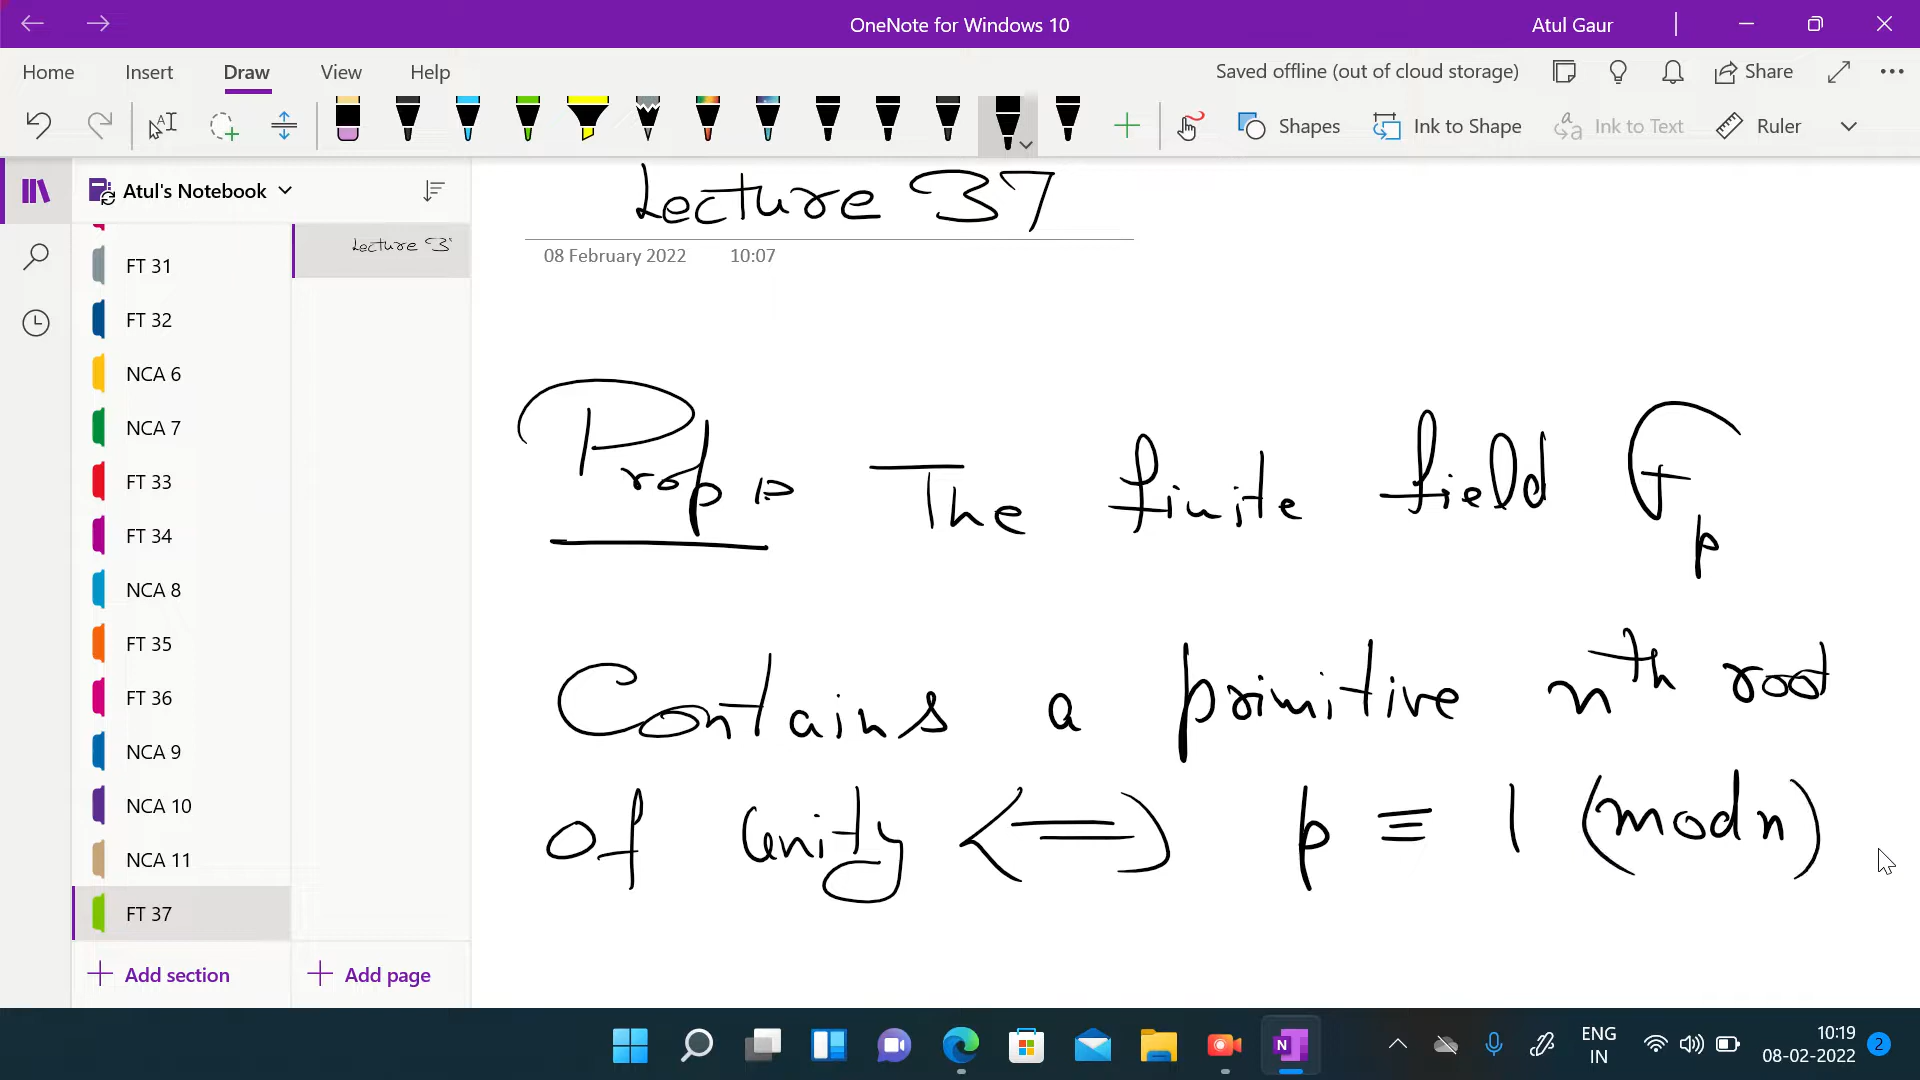 OneNote for Windows 10
Atul Gaur
Home Insert Draw View Help
Saved offline (out of cloud storage)
Share
Shapes
Ink to Shape
Ink to Text
Ruler
Atul's Notebook
FT 31
FT 32
NCA 6
NCA 7
FT 33
FT 34
NCA 8
FT 35
FT 36
NCA 9
NCA 10
NCA 11
FT 37
Add section
Lecture 3
Add page
Lecture 37
08 February 2022 10:07
Prop The finite field F_p
Contains a primitive n^th root
of unity <=> p ≡ 1 (mod n)
ENG
IN
10:19
08-02-2022
2